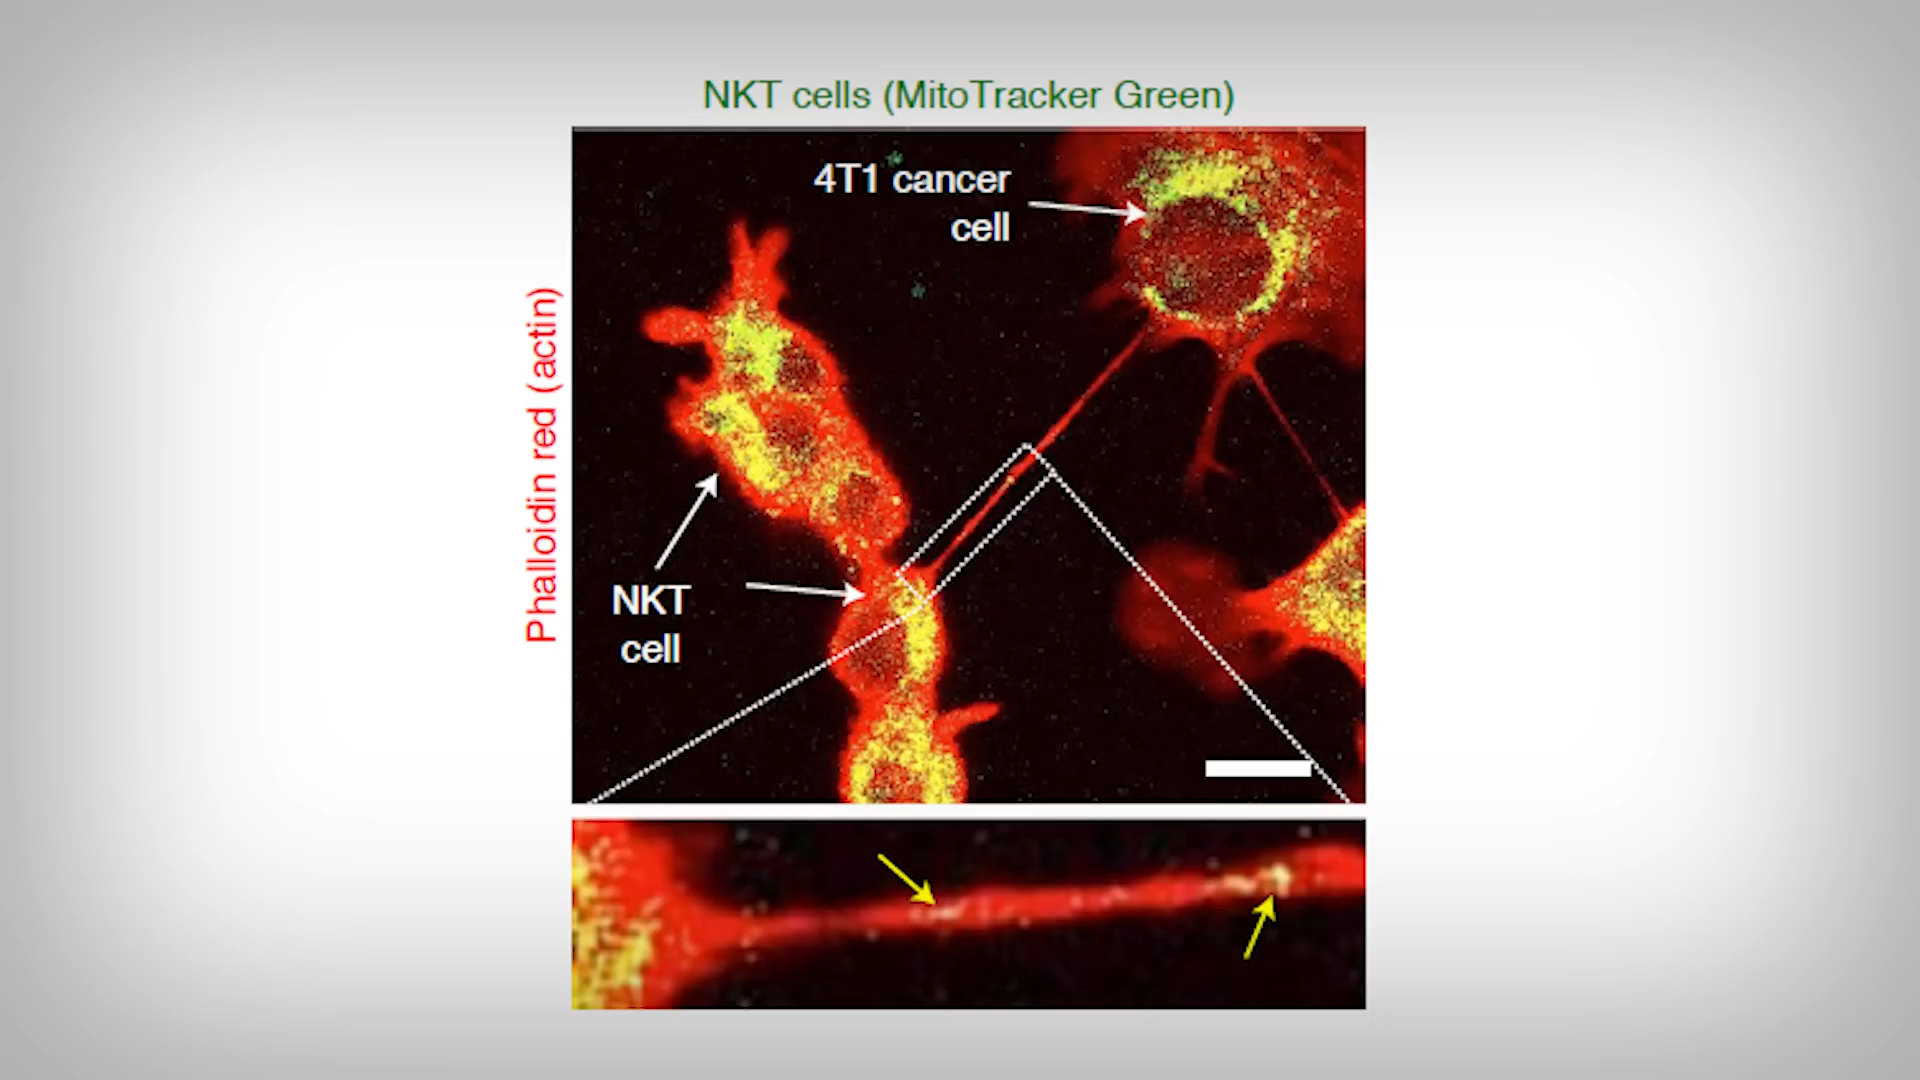 NKT cells (MitoTracker Green)
Phalloidin red (actin)
4T1 cancer
cell
NKT
cell